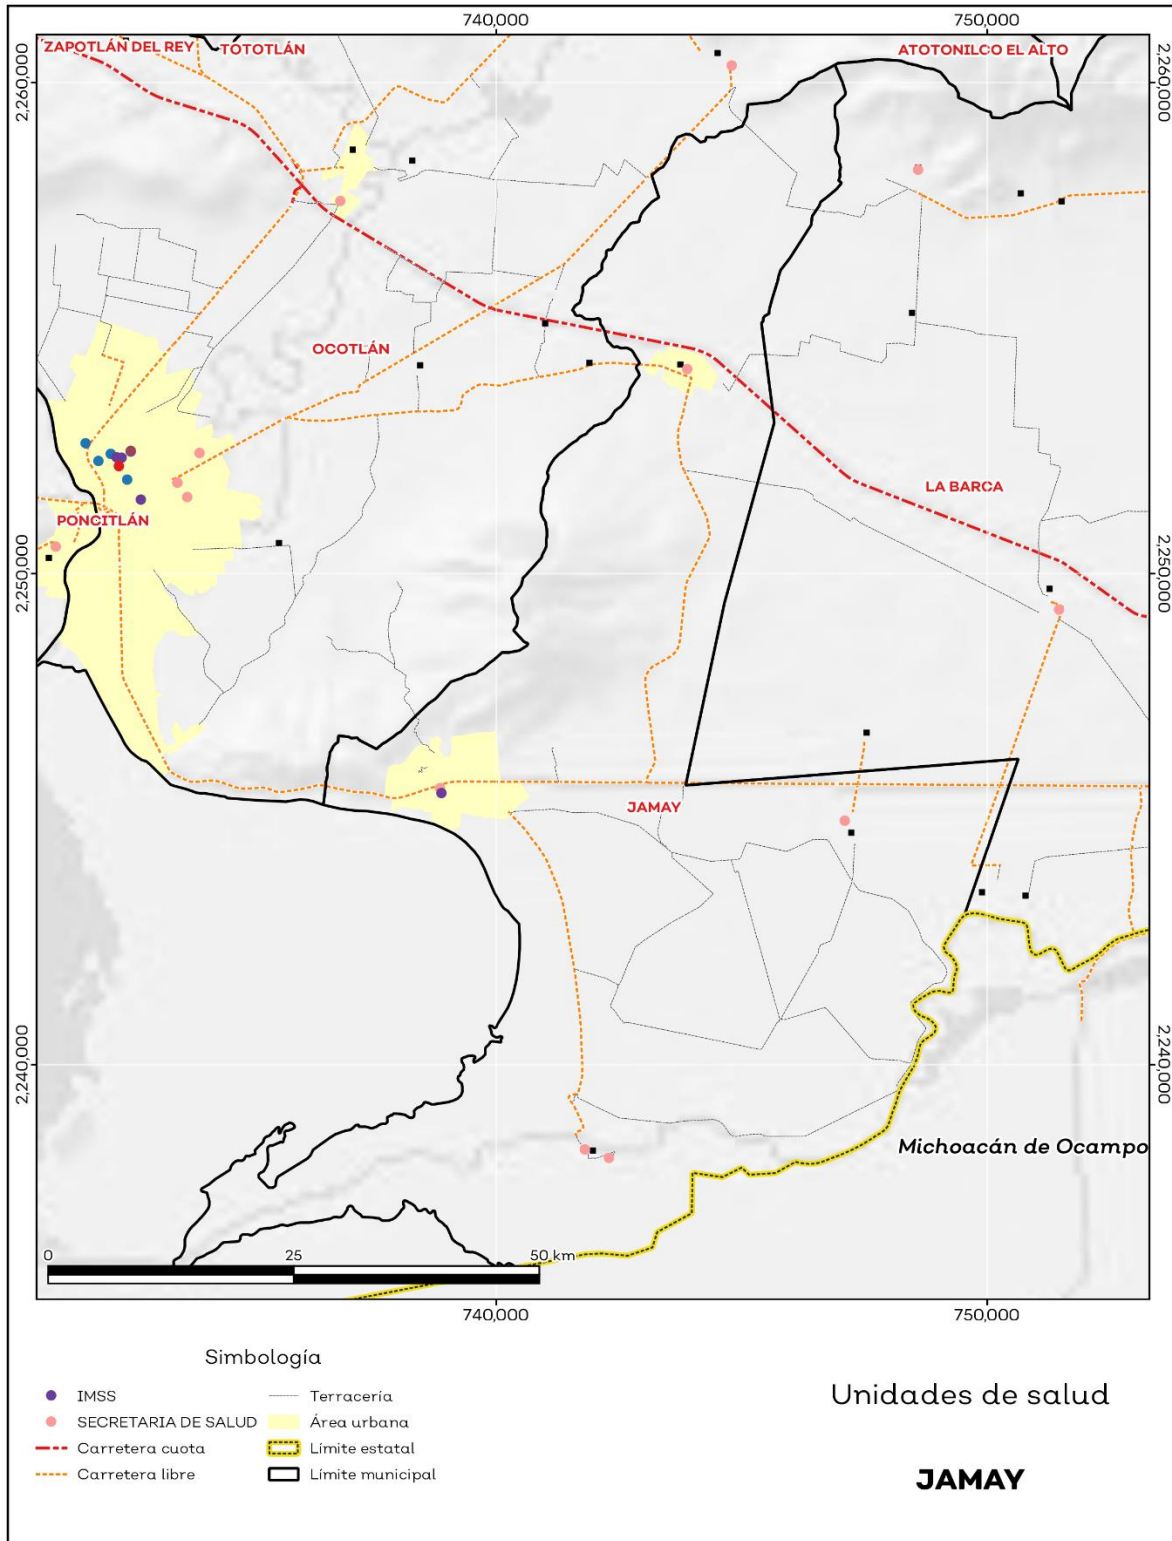 740,000
750,000
ZAPOTLÁN DEL REY
TOTOTLÁN
ATOTONILCO EL ALTO
2,260,000
2,260,000
OCOTLÁN
LA BARCA
PONCITLÁN
2,250,000
2,250,000
JAMAY
2,240,000
2,240,000
Michoacán de Ocampo
0
25
50 km
740,000
750,000
Simbología
IMSS
SECRETARIA DE SALUD
Carretera cuota
Carretera libre
Terracería
Área urbana
Límite estatal
Límite municipal
Unidades de salud
JAMAY